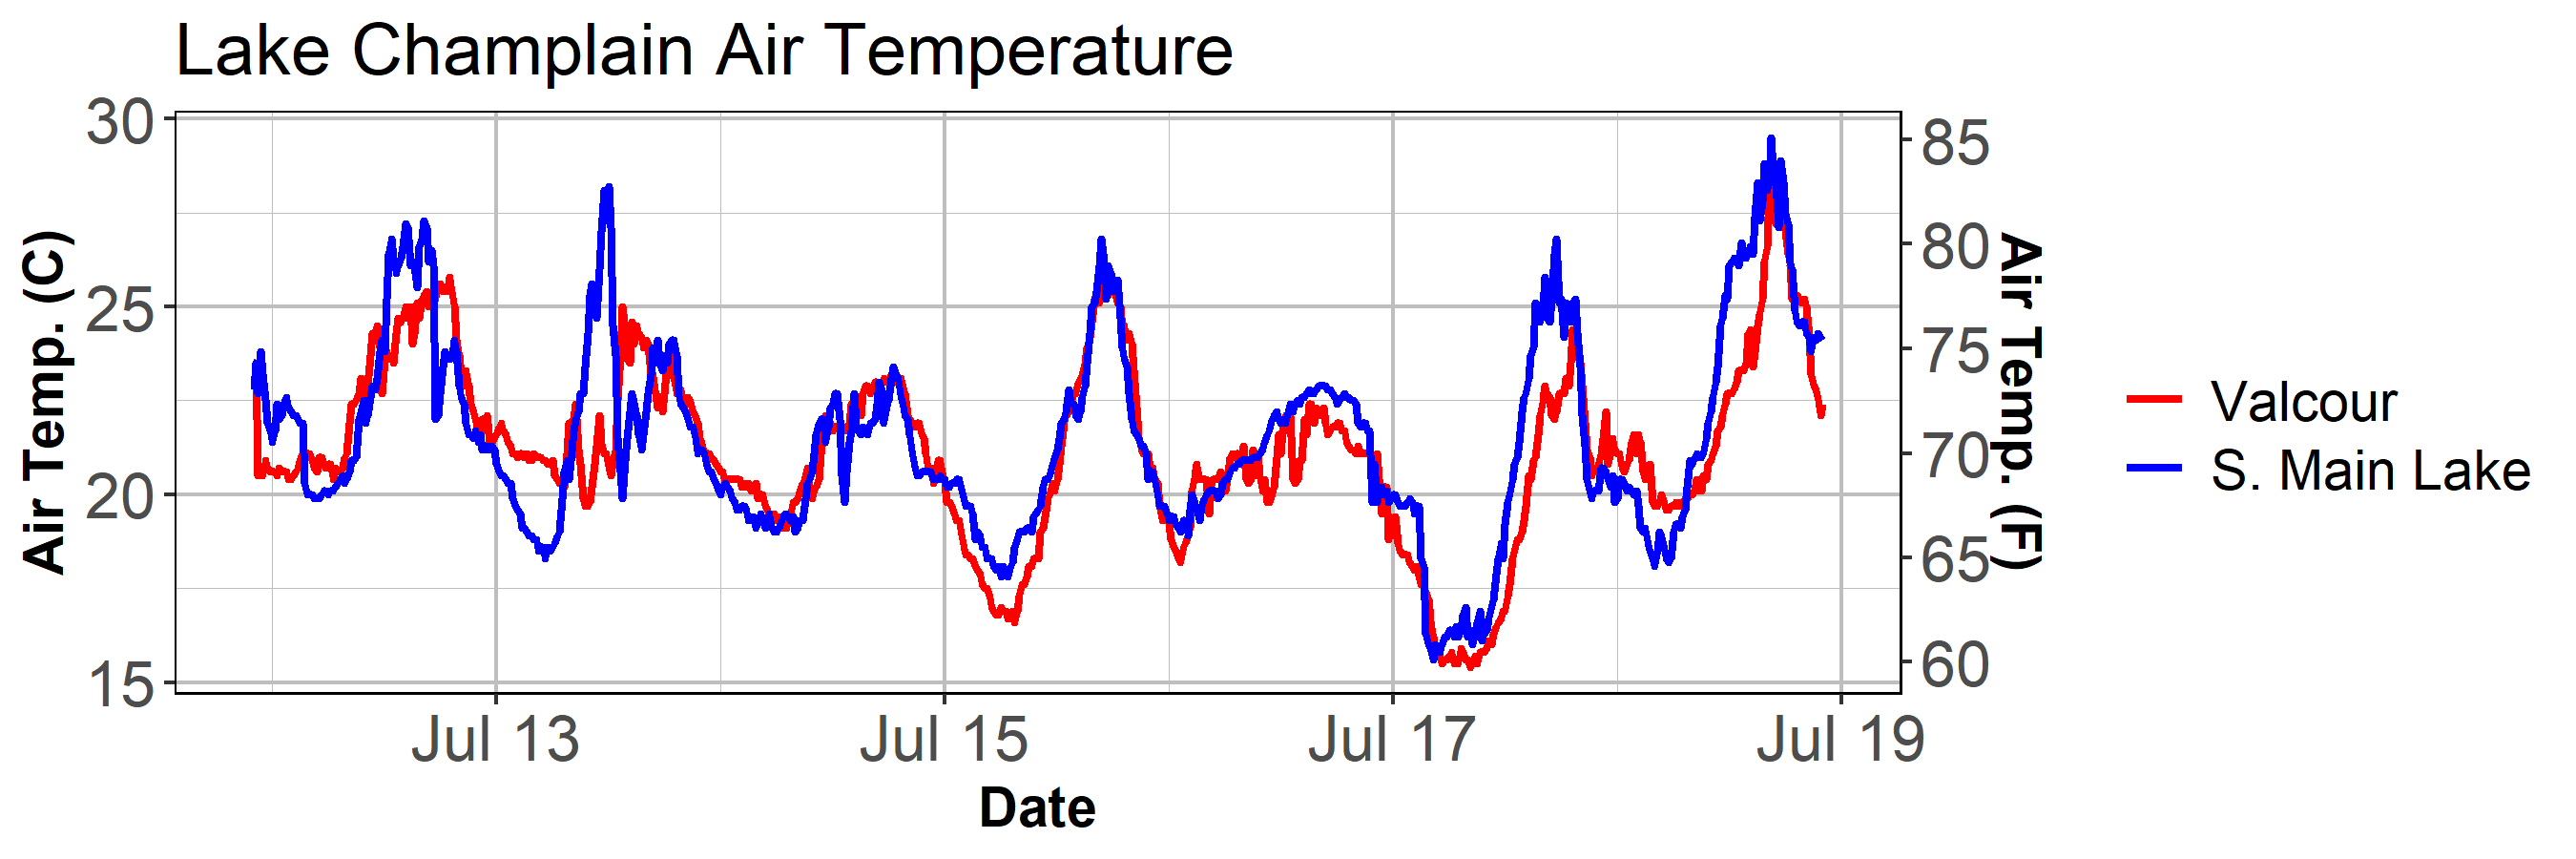 Lake Champlain Air Temperature
Air Temp. (C)
30
25
20
15
85
80
75
70
65
60
Air Temp. (F)
Jul 13
Jul 15
Jul 17
Jul 19
Date
Valcour
S. Main Lake